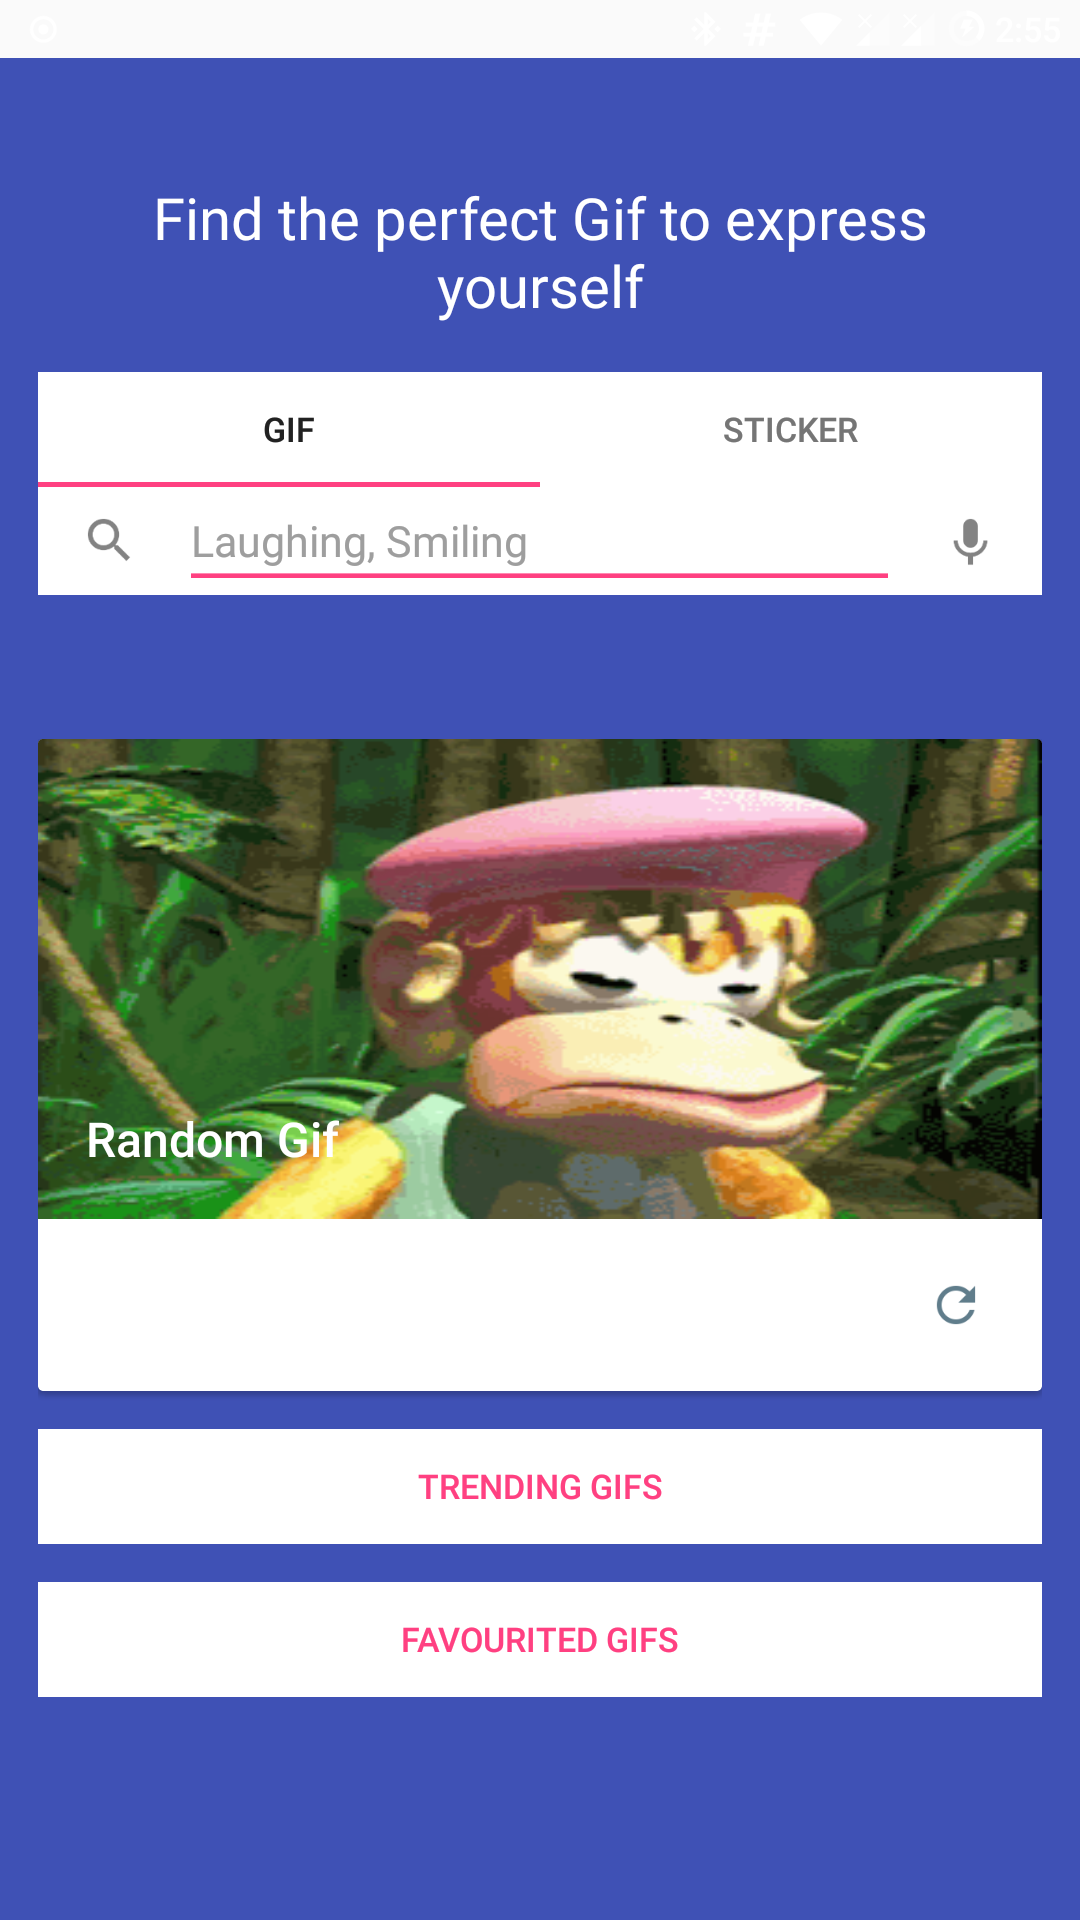 2:55
Find the perfect Gif to express
yourself
GIF
STICKER
Laughing, Smiling
Random Gif
TRENDING GIFS
FAVOURITED GIFS